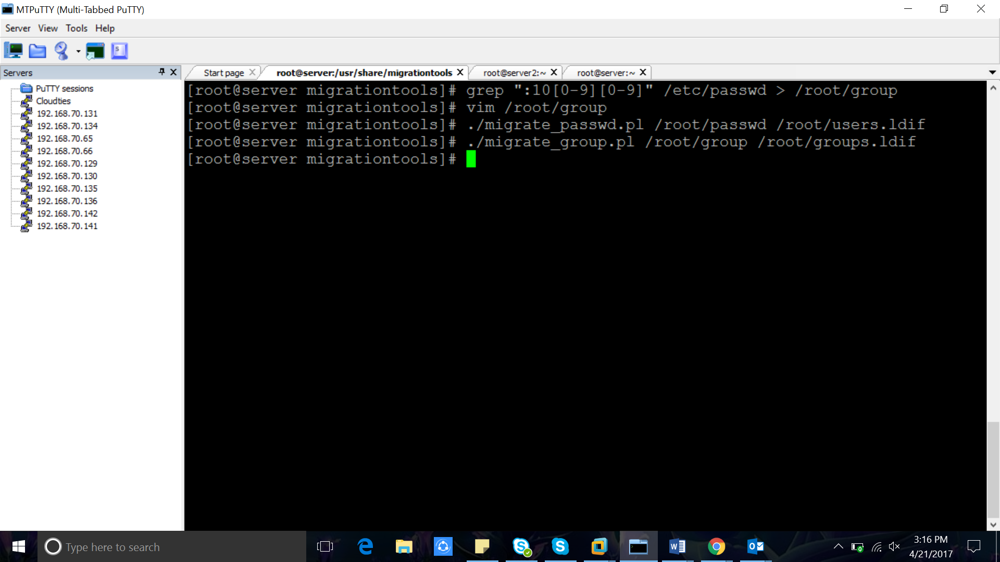 MTPuTTY (Multi-Tabbed PuTTY)
Server View Tools Help
Servers
PuTTY sessions
Cloudties
192.168.70.131
192.168.70.134
192.168.70.65
192.168.70.66
192.168.70.129
192.168.70.130
192.168.70.135
192.168.70.136
192.168.70.142
192.168.70.141
Start page root@server:/usr/share/migrationtools root@server2:~ root@server:~
[root@server migrationtools]# grep ":10[0-9][0-9]" /etc/passwd > /root/group
[root@server migrationtools]# vim /root/group
[root@server migrationtools]# ./migrate_passwd.pl /root/passwd /root/users.ldif
[root@server migrationtools]# ./migrate_group.pl /root/group /root/groups.ldif
[root@server migrationtools]#
Type here to search
3:16 PM
4/21/2017